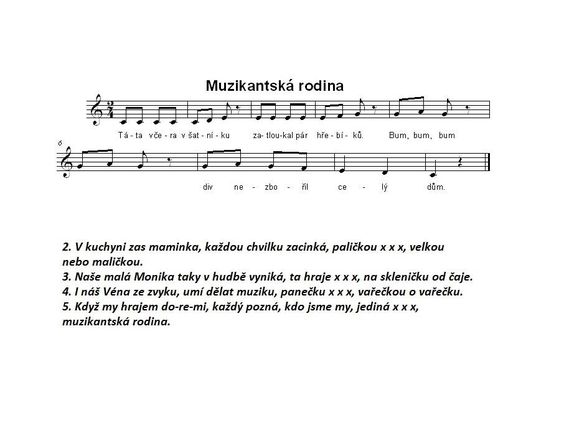 Muzikantská rodina
Tá - ta vče - ra v šat - ní - ku za - tlou - kal pár hře - bí - ků. Bum, bum, bum
6
div ne - zbo - řil ce - lý dům.
2. V kuchyni zas maminka, každou chvilku zacinká, paličkou x x x, velkou
nebo maličkou.
3. Naše malá Monika taky v hudbě vyniká, ta hraje x x x, na skleničku od čaje.
4. I náš Véna ze zvyku, umí dělat muziku, panečku x x x, vařečkou o vařečku.
5. Když my hrajem do-re-mi, každý pozná, kdo jsme my, jediná x x x,
muzikantská rodina.